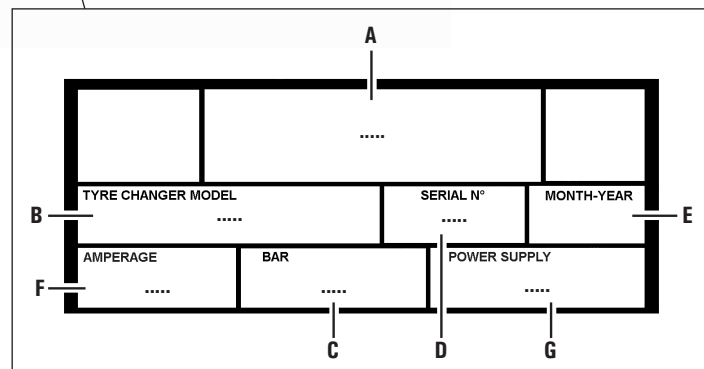 A
.....
TYRE CHANGER MODEL SERIAL N° MONTH-YEAR
B ..... ..... E
AMPERAGE BAR POWER SUPPLY
F ..... ..... .....
C D G